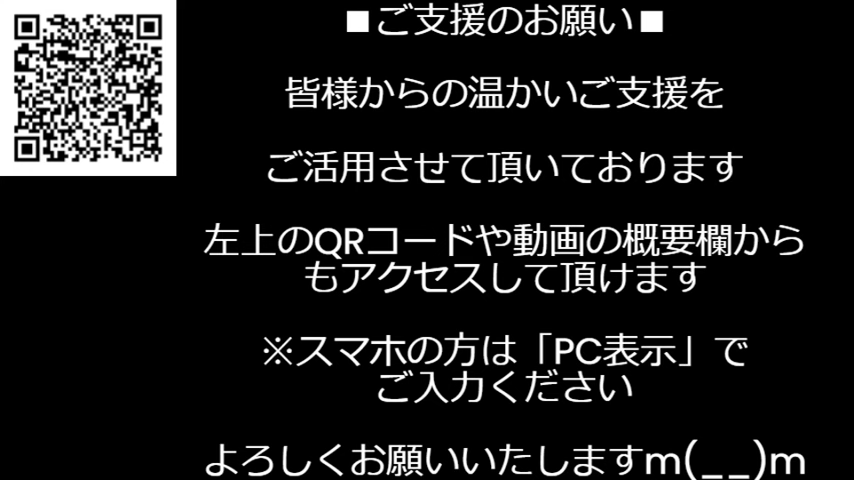 ■ご支援のお願い■
皆様からの温かいご支援を
ご活用させて頂いております
左上のQRコードや動画の概要欄から
もアクセスして頂けます
※スマホの方は「PC表示」で
ご入力ください
よろしくお願いいたしますm(__)m